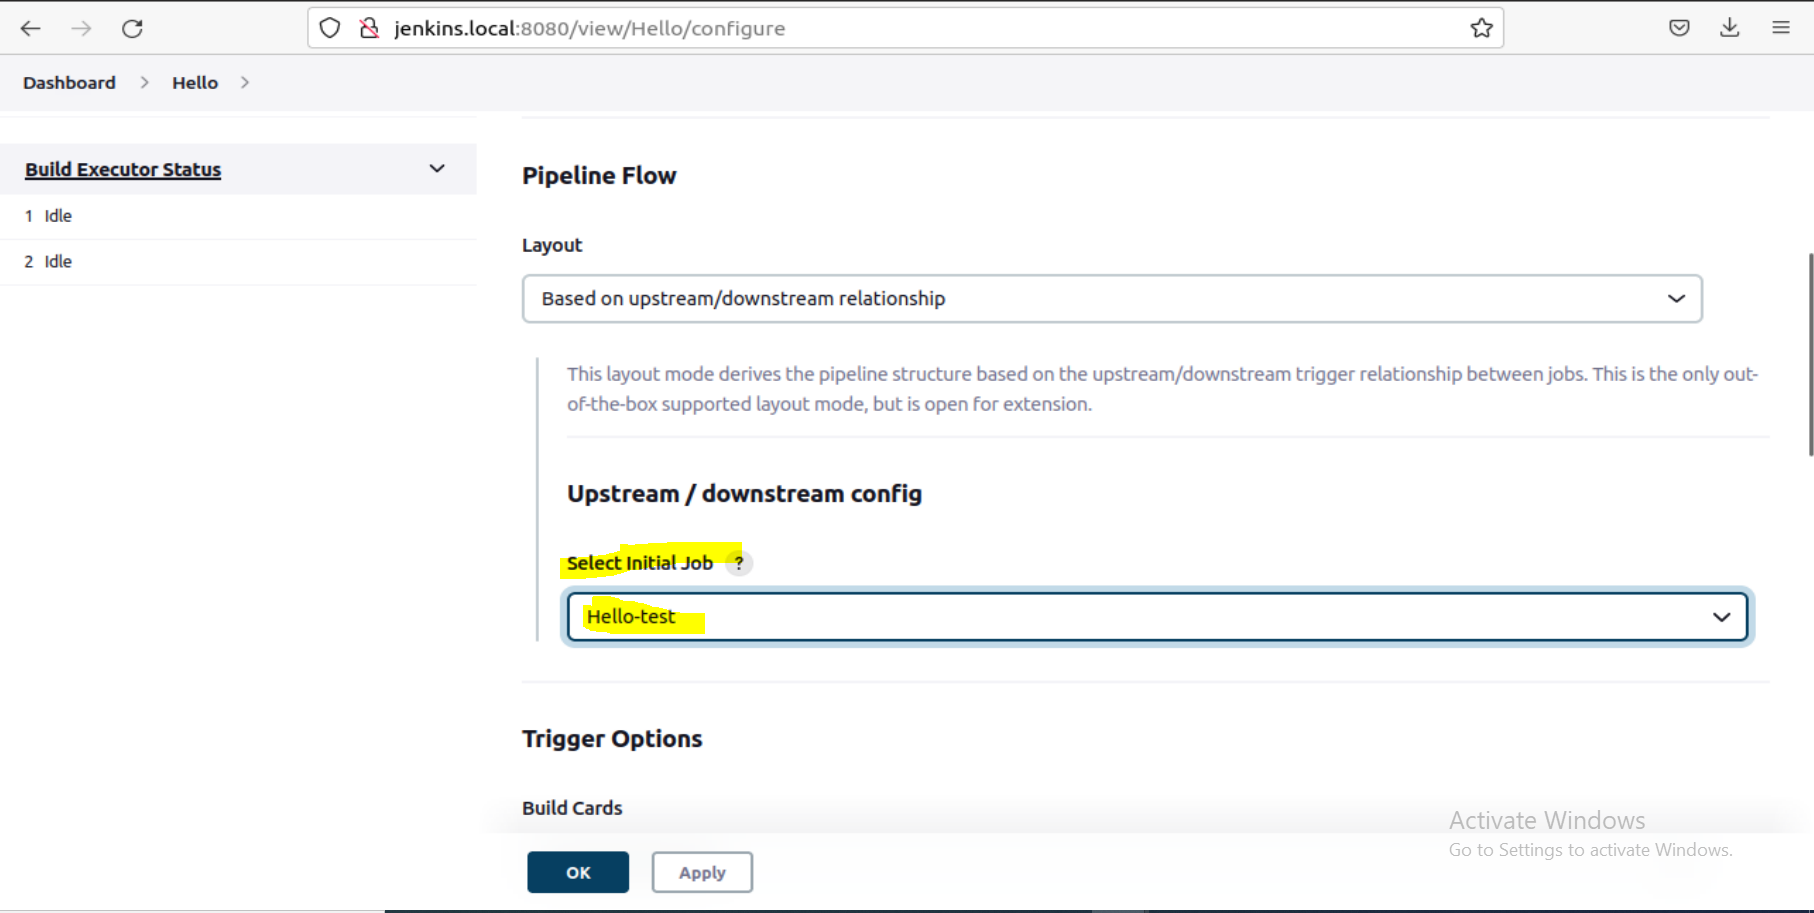 jenkins.local:8080/view/Hello/configure
Dashboard > Hello >
Build Executor Status
1 Idle
2 Idle
Pipeline Flow
Layout
Based on upstream/downstream relationship
This layout mode derives the pipeline structure based on the upstream/downstream trigger relationship between jobs. This is the only out-
of-the-box supported layout mode, but is open for extension.
Upstream / downstream config
Select Initial Job ?
Hello-test
Trigger Options
Build Cards
OK Apply
Activate Windows
Go to Settings to activate Windows.